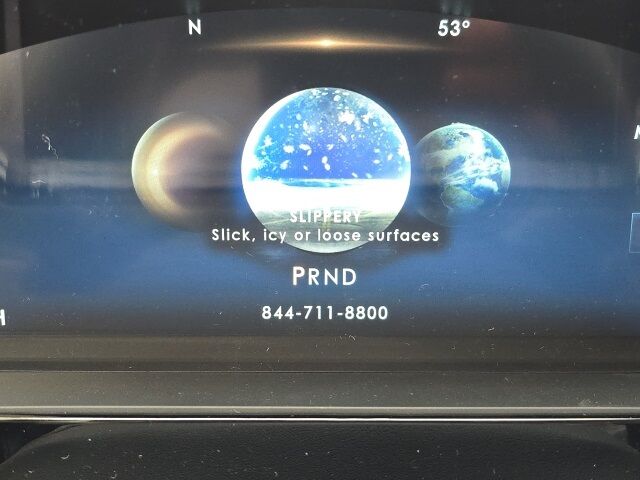 N 53°
SLIPPERY
Slick, icy or loose surfaces
PRND
844-711-8800